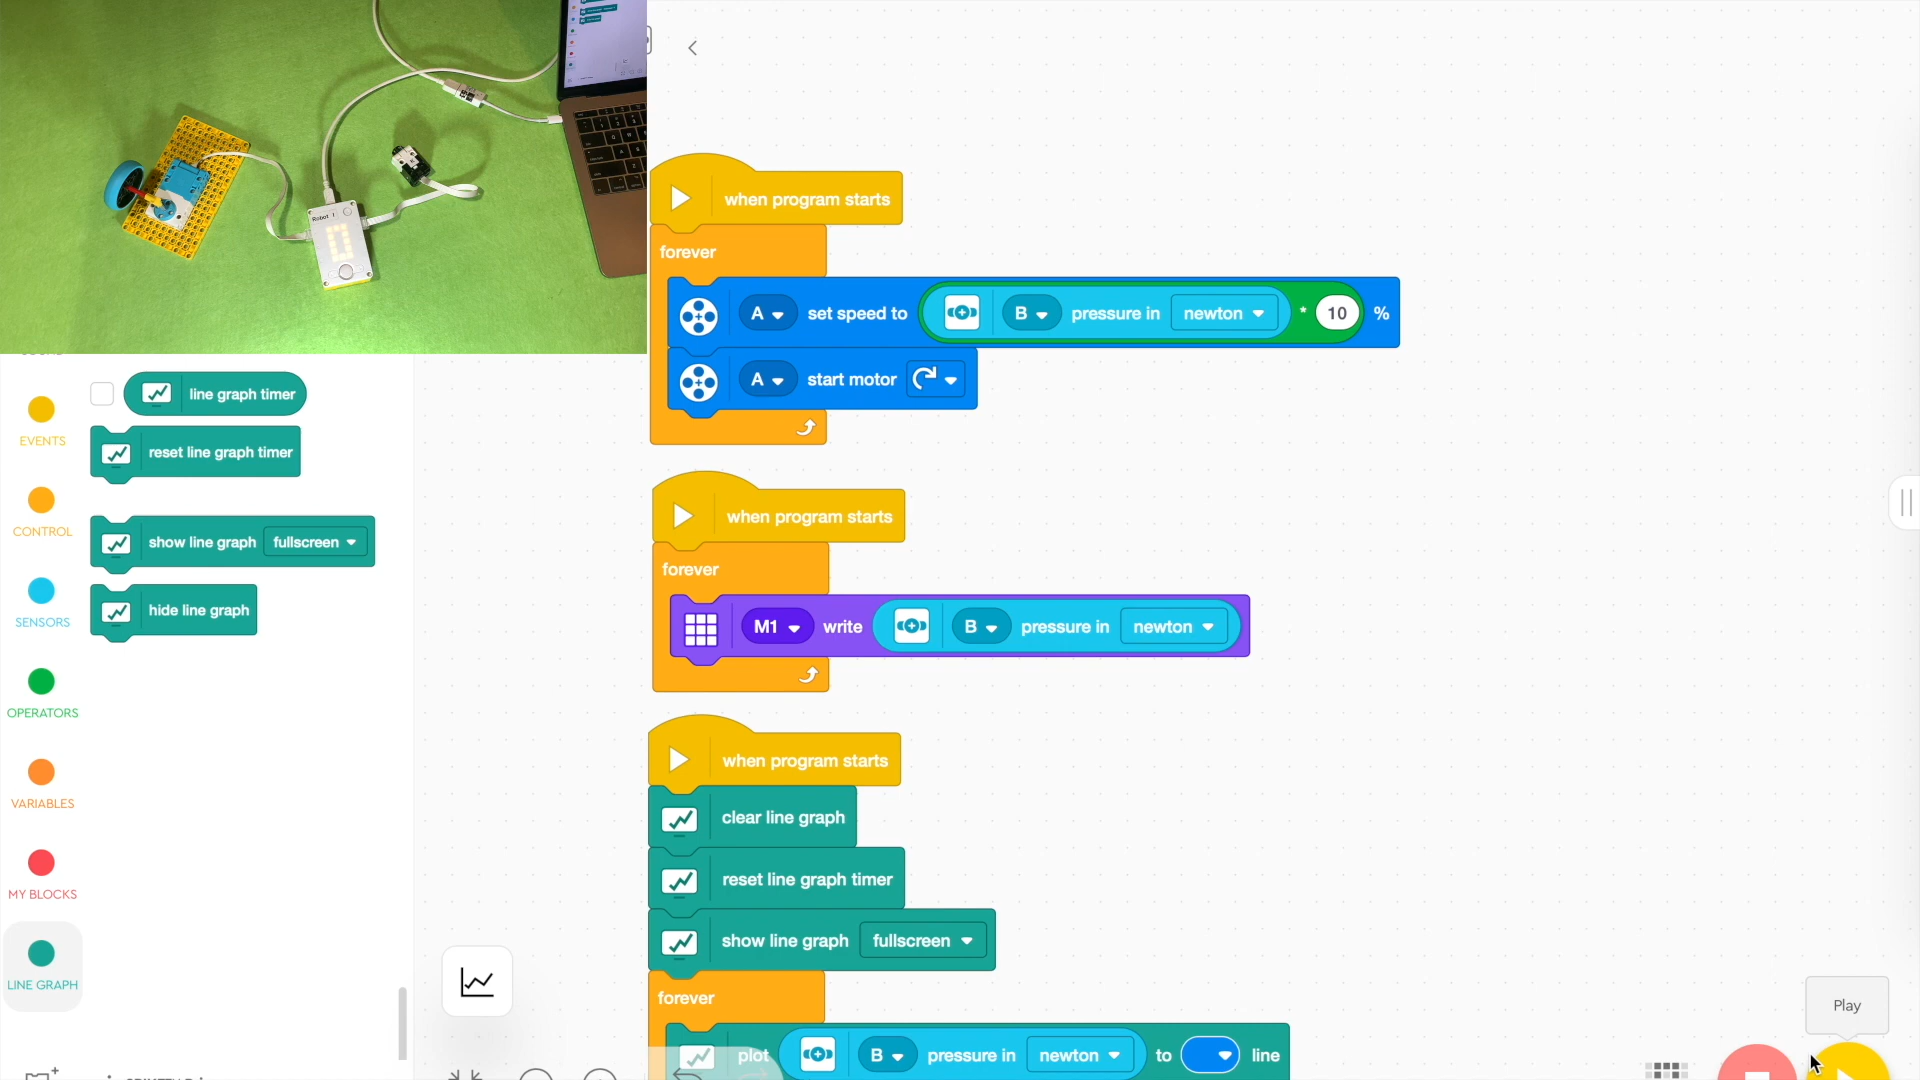 Robot 1
0
when program starts
forever
A set speed to B pressure in newton * 10 %
A start motor
line graph timer
EVENTS
reset line graph timer
when program starts
CONTROL
show line graph fullscreen
forever
SENSORS
hide line graph
M1 write B pressure in newton
OPERATORS
when program starts
VARIABLES
clear line graph
MY BLOCKS
reset line graph timer
show line graph fullscreen
LINE GRAPH
forever
Play
plot B pressure in newton to line